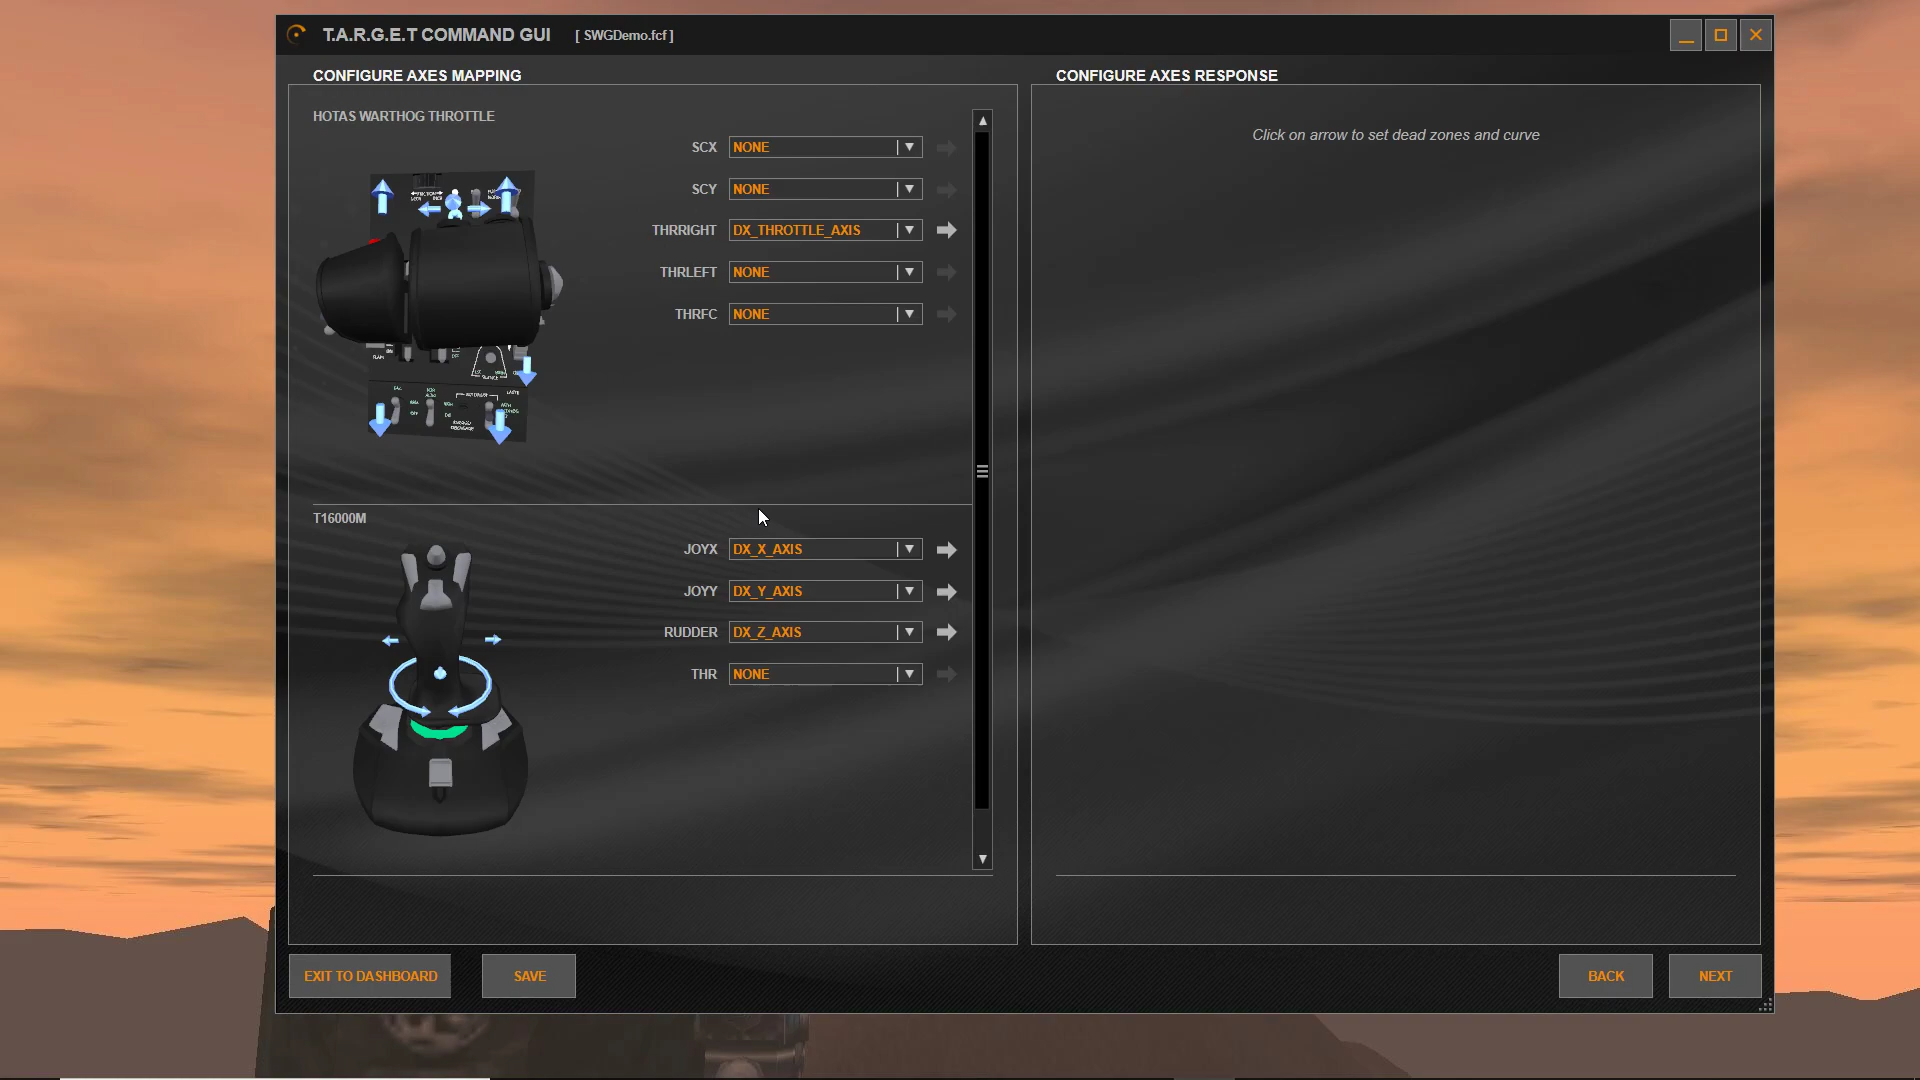 T.A.R.G.E.T COMMAND GUI [ SWGDemo.fcf ]
CONFIGURE AXES MAPPING
HOTAS WARTHOG THROTTLE
SCX NONE
SCY NONE
THRRIGHT DX_THROTTLE_AXIS
THRLEFT NONE
THRFC NONE
T16000M
JOYX DX_X_AXIS
JOYY DX_Y_AXIS
RUDDER DX_Z_AXIS
THR NONE
CONFIGURE AXES RESPONSE
Click on arrow to set dead zones and curve
EXIT TO DASHBOARD
SAVE
BACK
NEXT